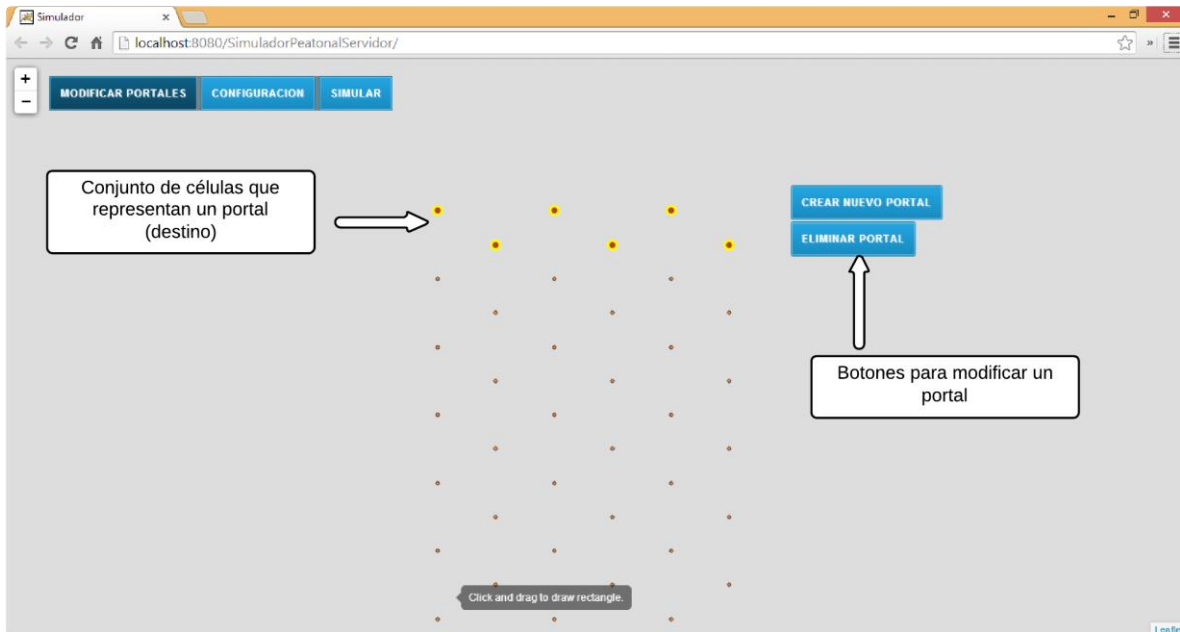 Simulador
localhost:8080/SimuladorPeatonalServidor/
+
−
MODIFICAR PORTALES
CONFIGURACION
SIMULAR
Conjunto de células que
representan un portal
(destino)
CREAR NUEVO PORTAL
ELIMINAR PORTAL
Botones para modificar un
portal
Click and drag to draw rectangle.